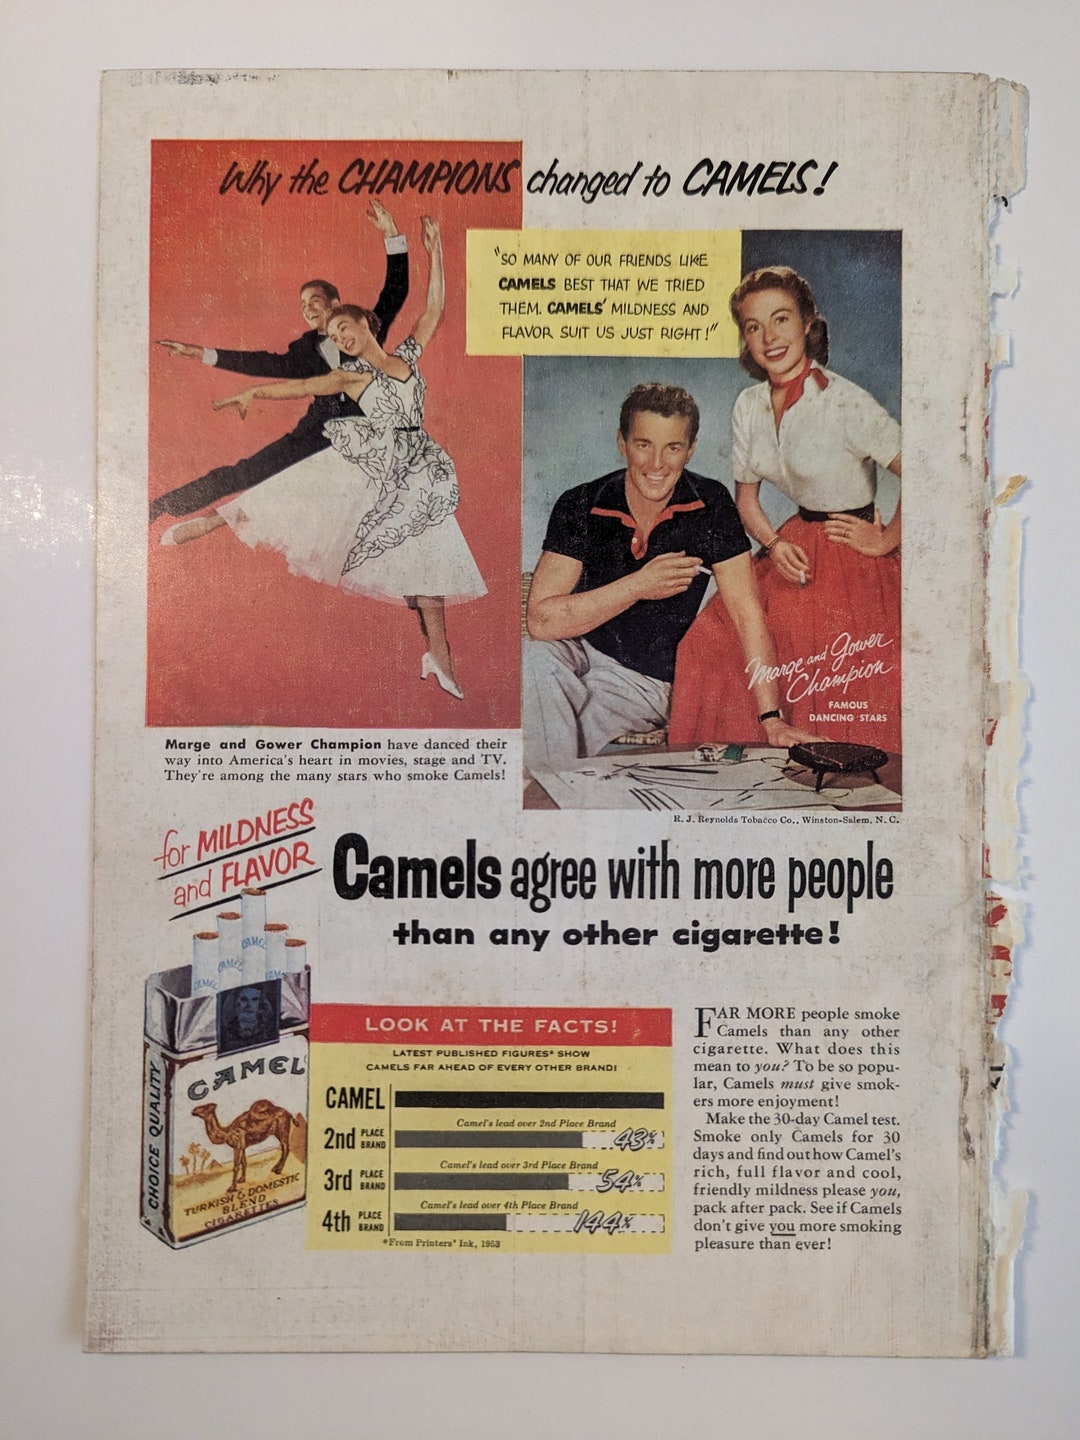 Why the CHAMPIONS changed to CAMELS!
"SO MANY OF OUR FRIENDS LIKE
CAMELS BEST THAT WE TRIED
THEM. CAMELS' MILDNESS AND
FLAVOR SUIT US JUST RIGHT!"
Marge and Gower
Champion
FAMOUS
DANCING STARS
Marge and Gower Champion have danced their
way into America's heart in movies, stage and TV.
They're among the many stars who smoke Camels!
R. J. Reynolds Tobacco Co., Winston-Salem, N. C.
for MILDNESS
and FLAVOR
Camels agree with more people
than any other cigarette!
CAMEL
CAMEL
CAMEL
CAM
CAMEL
CHOICE QUALITY
TURKISH & DOMESTIC
BLEND
CIGARETTES
LOOK AT THE FACTS!
LATEST PUBLISHED FIGURES* SHOW
CAMELS FAR AHEAD OF EVERY OTHER BRAND!
CAMEL
Camel's lead over 2nd Place Brand
2nd PLACE BRAND 43%
Camel's lead over 3rd Place Brand
3rd PLACE BRAND 54%
Camel's lead over 4th Place Brand
4th PLACE BRAND 144%
*From Printers' Ink, 1953
FAR MORE people smoke
Camels than any other
cigarette. What does this
mean to you? To be so popu-
lar, Camels must give smok-
ers more enjoyment!
Make the 30-day Camel test.
Smoke only Camels for 30
days and find out how Camel's
rich, full flavor and cool,
friendly mildness please you,
pack after pack. See if Camels
don't give you more smoking
pleasure than ever!